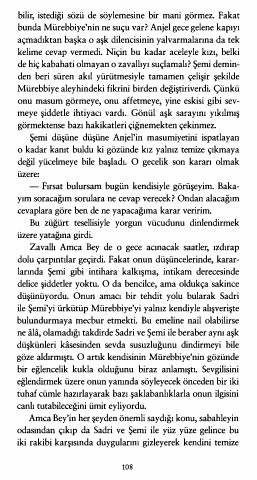 bilir, istediği sözü de söylemesine bir mani görmez. Fakat
bunda Mürebbiye'nin ne suçu var? Anjel gece gelene kapıyı
açmadıktan başka o aşk dilencisinin yalvarmalarına da tek
kelime cevap vermedi. Niçin bu kadar aceleyle kızı, belki
de hiç kabahati olmayan o zavallıyı suçlamalı? Şemi demin-
den beri süren akıl yürütmesiyle tamamen çelişir şekilde
Mürebbiye aleyhindeki fikrini birden değiştiriverdi. Çünkü
onu masum görmeye, onu affetmeye, yine eskisi gibi sev-
meye şiddetle ihtiyacı vardı. Gönül aşk sarayını yıkılmış
görmektense bazı hakikatleri çiğnemekten çekinmez.
Şemi düşüne düşüne Anjel'in masumiyetini ispatlayan
o kadar kanıt buldu ki gözünde kız yalnız temize çıkmaya
değil yücelmeye bile başladı. O gecelik son kararı olmak
üzere:
— Fırsat bulursam bugün kendisiyle görüşeyim. Baka-
yım soracağım sorulara ne cevap verecek? Ondan alacağım
cevaplara göre ben de ne yapacağıma karar veririm.
Bu züğürt tesellisiyle yorgun vücudunu dinlendirmek
üzere yatağına girdi.
Zavallı Amca Bey de o gece acınacak saatler, ızdırap
dolu çarpıntılar geçirdi. Fakat onun düşüncelerinde, karar-
larında Şemi gibi intihara kalkışma, intikam derecesinde
delice şiddetler yoktu. O da bencilce, ama oldukça sakince
düşünüyordu. Onun amacı bir tehdit yolu bularak Sadri
ile Şemi'yi ürkütüp Mürebbiye'yi yalnız kendiyle alışverişte
bulundurmaya mecbur etmekti. Bu emeline nail olabilirse
ne âlâ, olamadığı takdirde Sadri ve Şemi ile beraber aynı aşk
düşkünleri kâsesinden sevda susuzluğunu dindirmeyi bile
göze aldırmıştı. O artık kendisinin Mürebbiye'nin gözünde
bir eğlencelik kukla olduğunu biraz anlamıştı. Sevgilisini
eğlendirmek üzere onun yanında söyleyecek önceden bir iki
tuhaf cümle hazırlayarak bazı şaklabanlıklarla onun ilgisini
canlı tutabileceğini ümit eyliyordu.
Amca Bey'in her şeyden önemli saydığı konu, sabahleyin
odasından çıkıp da Sadri ve Şemi ile yüz yüze gelince bu
iki rakibi karşısında duygularını gizleyerek kendini temize
108